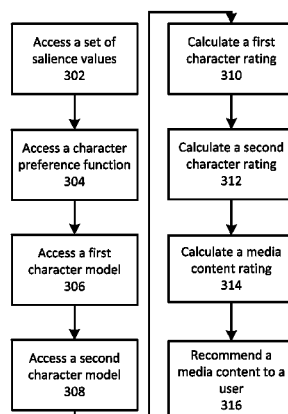 Access a set of
salience values
302
Access a character
preference function
304
Access a first
character model
306
Access a second
character model
308
Calculate a first
character rating
310
Calculate a second
character rating
312
Calculate a media
content rating
314
Recommend a
media content to a
user
316